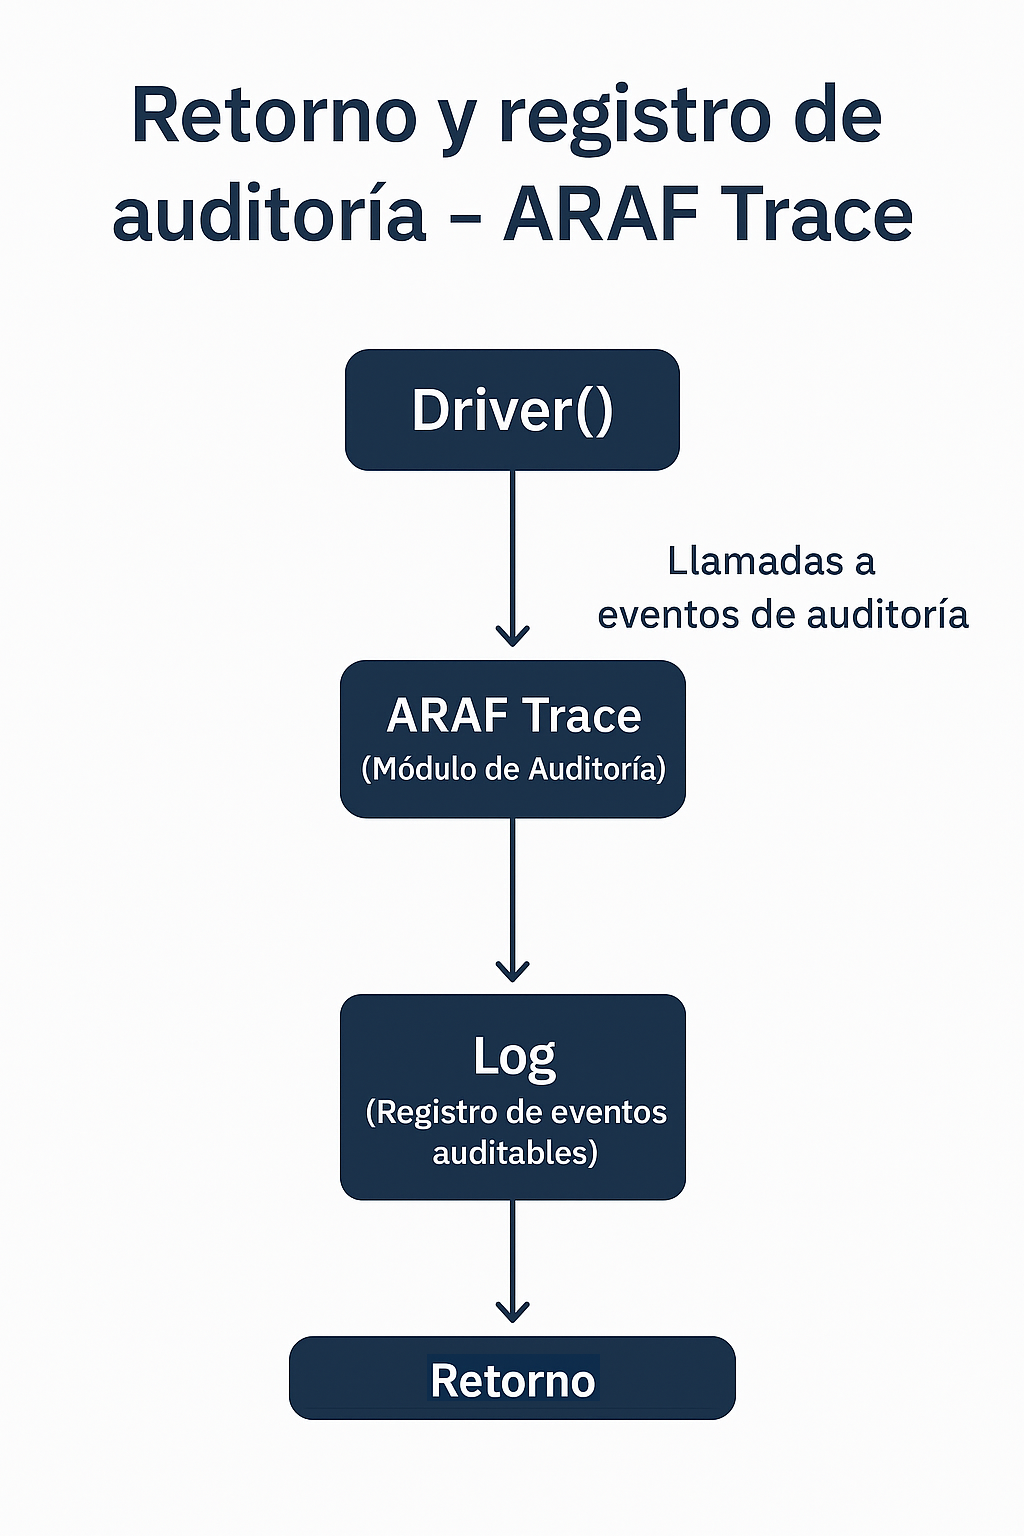 Retorno y registro de
auditoría – ARAF Trace
Driver()
Llamadas a
eventos de auditoría
ARAF Trace
(Módulo de Auditoría)
Log
(Registro de eventos
auditables)
Retorno